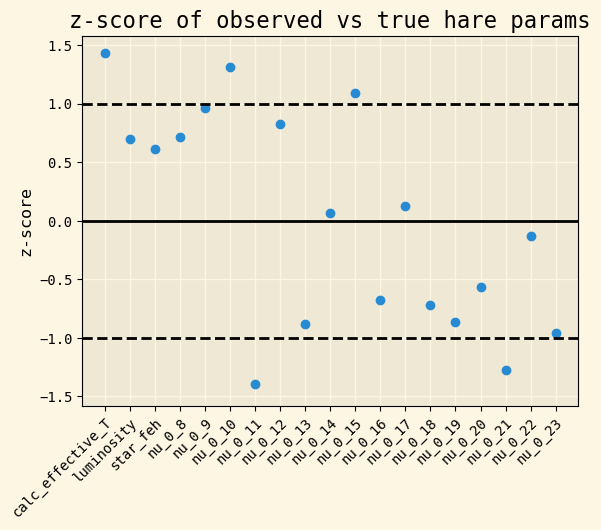 z-score of observed vs true hare params
z-score
1.5
1.0
0.5
0.0
−0.5
−1.0
−1.5
calc_effective_T
luminosity
star_feh
nu_0_8
nu_0_9
nu_0_10
nu_0_11
nu_0_12
nu_0_13
nu_0_14
nu_0_15
nu_0_16
nu_0_17
nu_0_18
nu_0_19
nu_0_20
nu_0_21
nu_0_22
nu_0_23